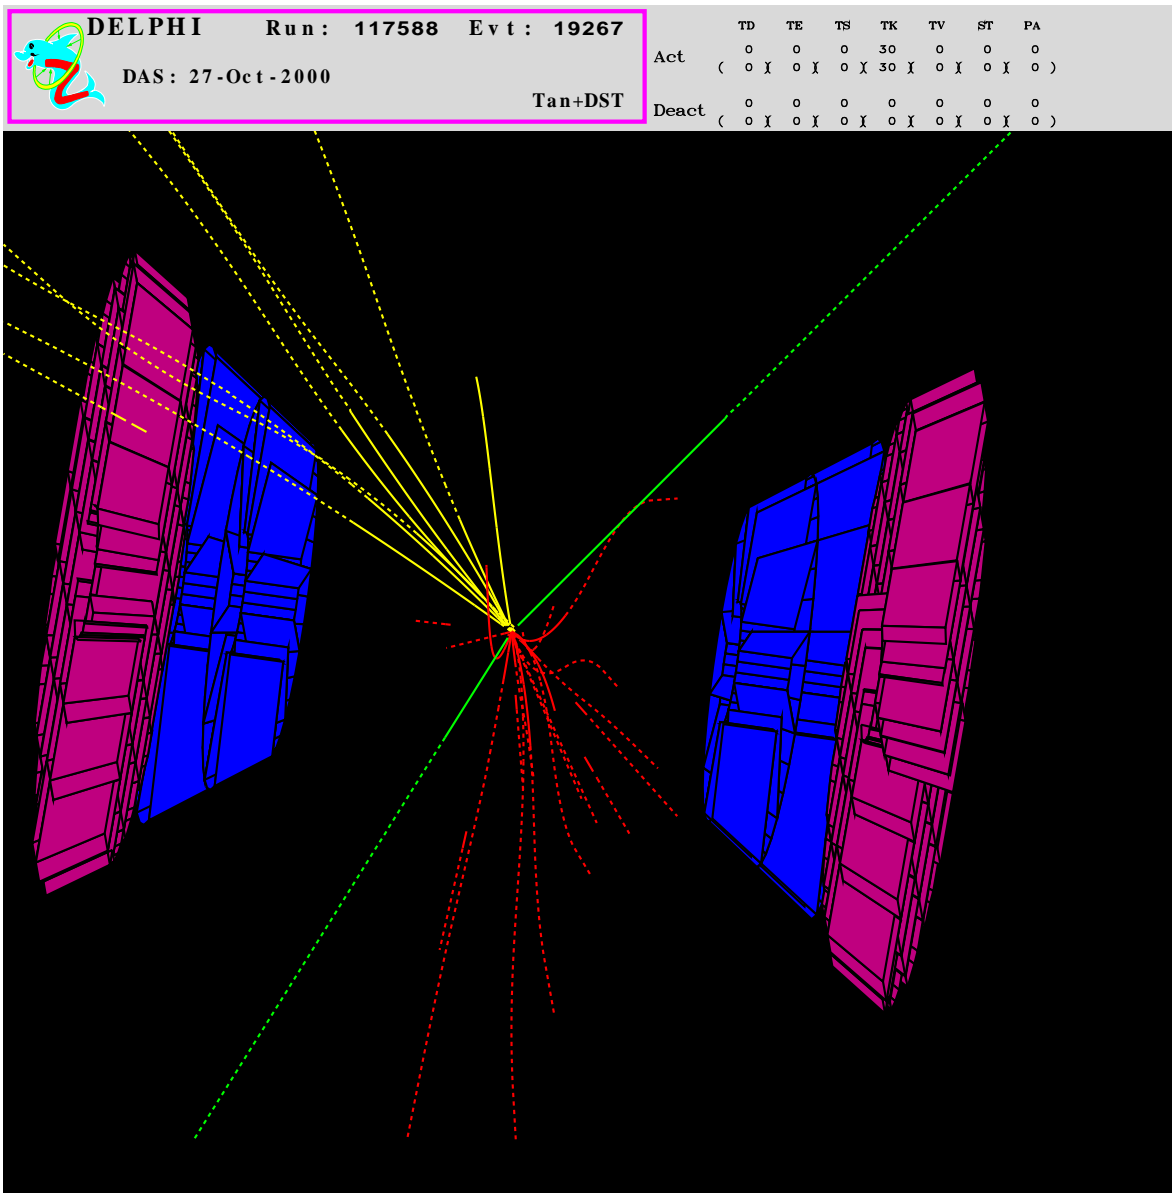 DELPHI Run: 117588 Evt: 19267
DAS: 27-Oct-2000
Tan+DST
TD TE TS TK TV ST PA
Act 0 0 0 30 0 0 0
( 0 )( 0 )( 0 )( 30 )( 0 )( 0 )( 0 )
Deact 0 0 0 0 0 0 0
( 0 )( 0 )( 0 )( 0 )( 0 )( 0 )( 0 )